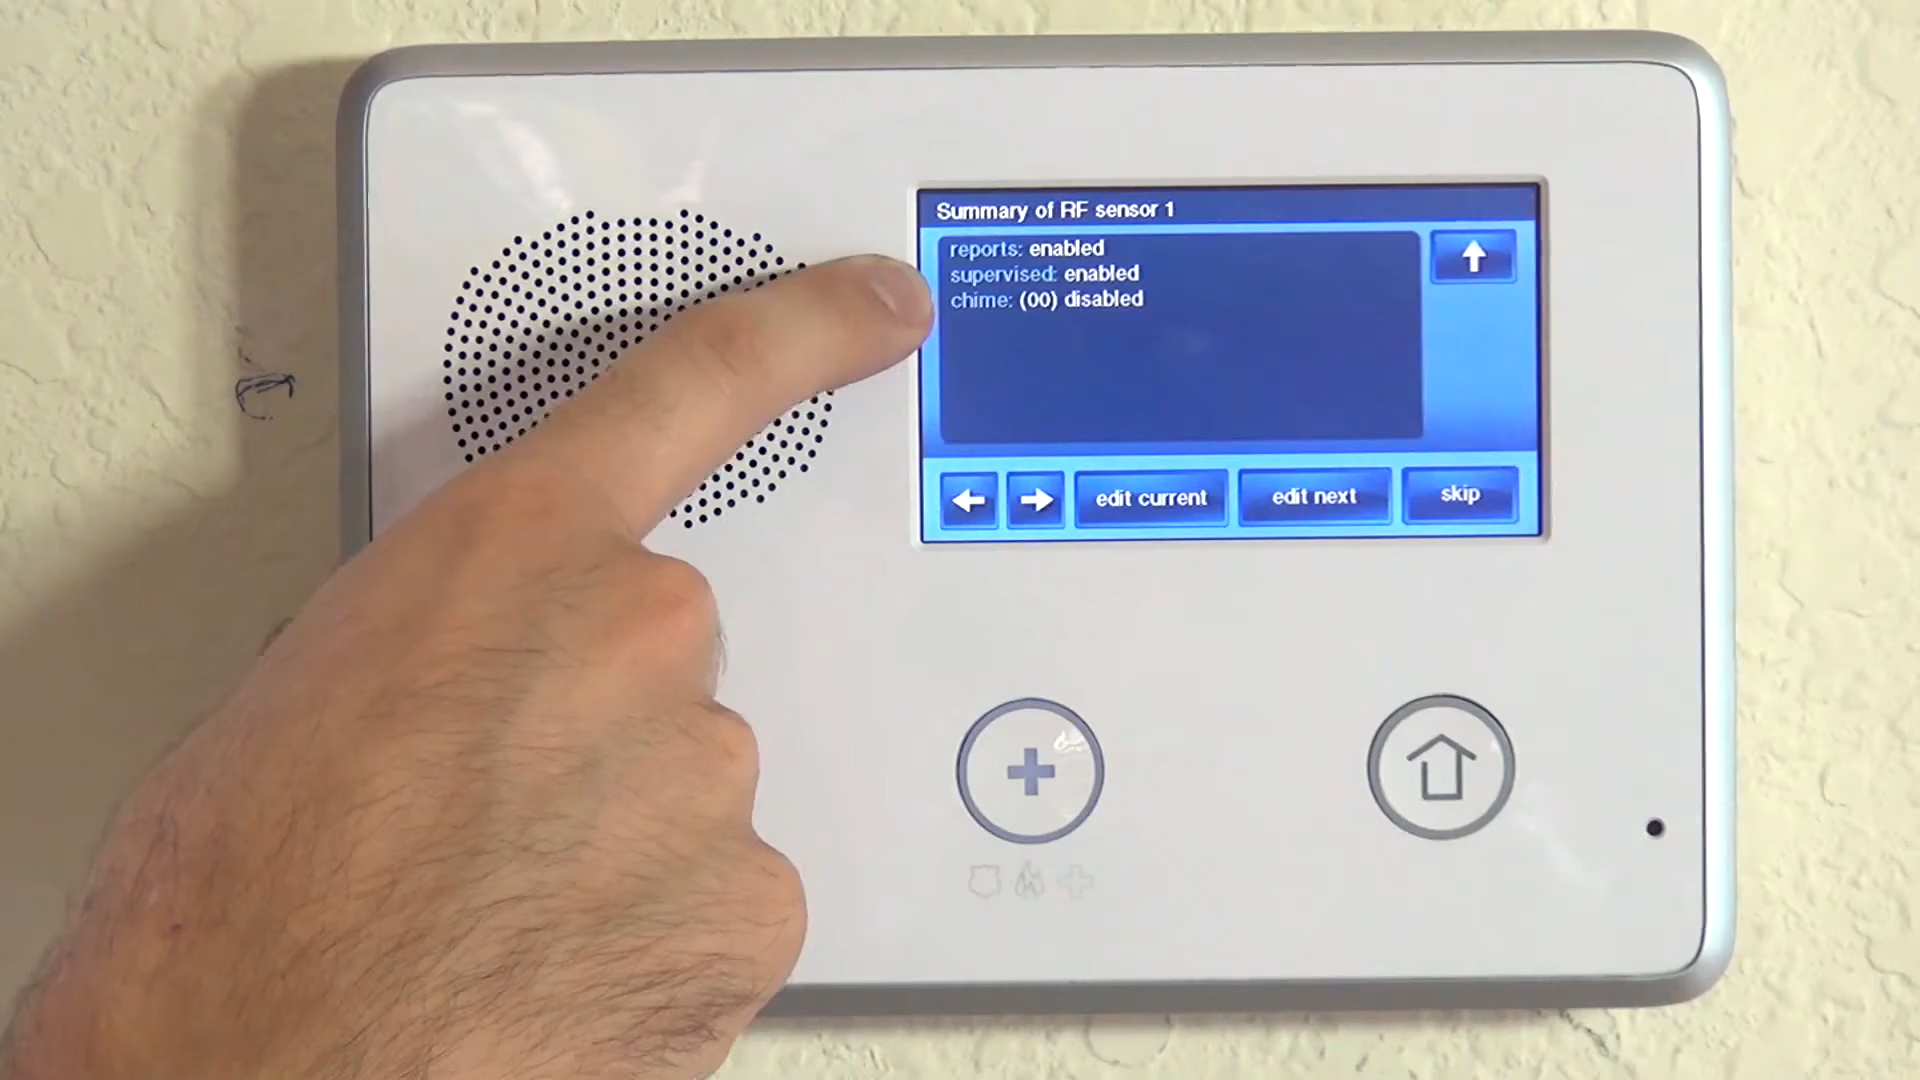 Summary of RF sensor 1
reports: enabled
supervised: enabled
chime: (00) disabled
edit current
edit next
skip